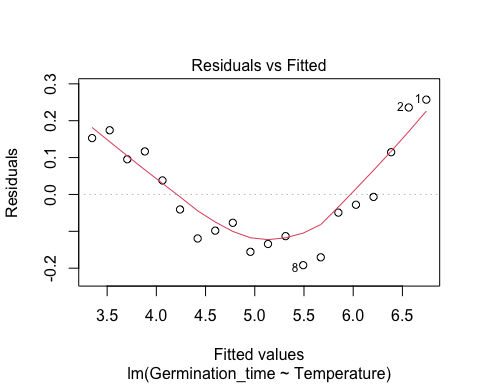 Residuals vs Fitted
0.3
0.2
0.1
0.0
-0.2
Residuals
1
2
8
3.5 4.0 4.5 5.0 5.5 6.0 6.5
Fitted values
lm(Germination_time ~ Temperature)